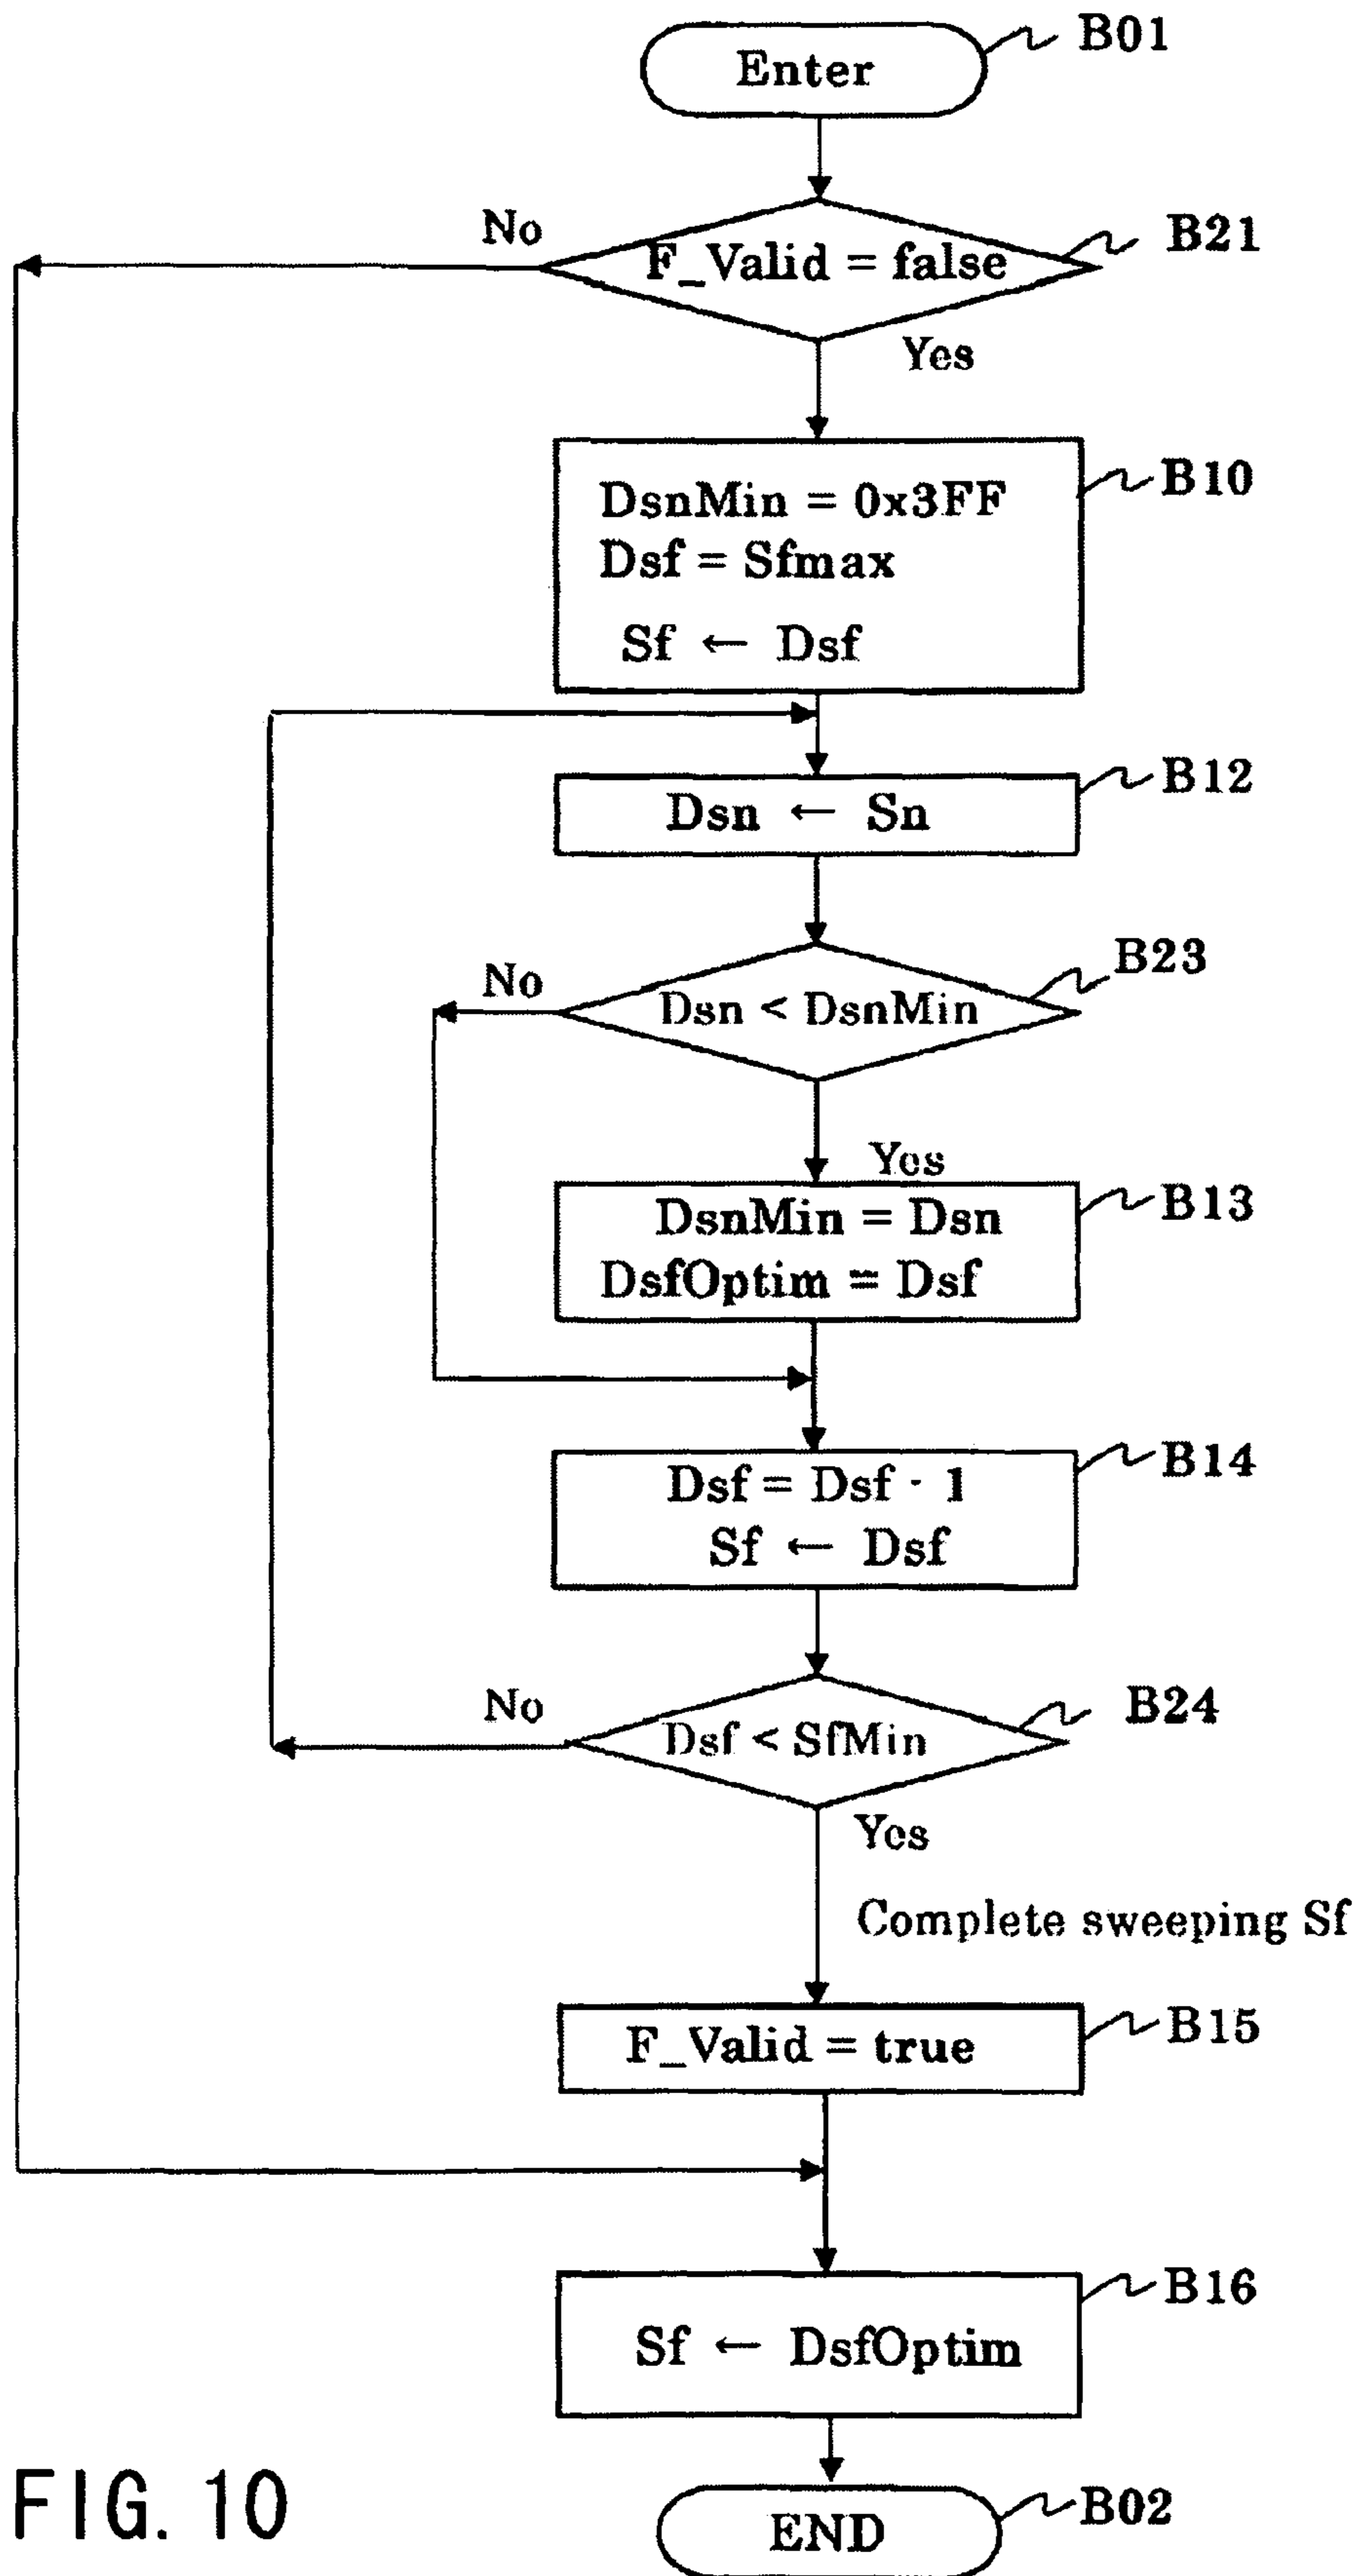 Enter
B01
No
F_Valid = false
B21
Yes
DsnMin = 0x3FF
Dsf = Sfmax
Sf ← Dsf
B10
Dsn ← Sn
B12
No
Dsn < DsnMin
B23
Yes
DsnMin = Dsn
DsfOptim = Dsf
B13
Dsf = Dsf - 1
Sf ← Dsf
B14
No
Dsf < SfMin
B24
Yes
Complete sweeping Sf
F_Valid = true
B15
Sf ← DsfOptim
B16
END
B02
FIG. 10